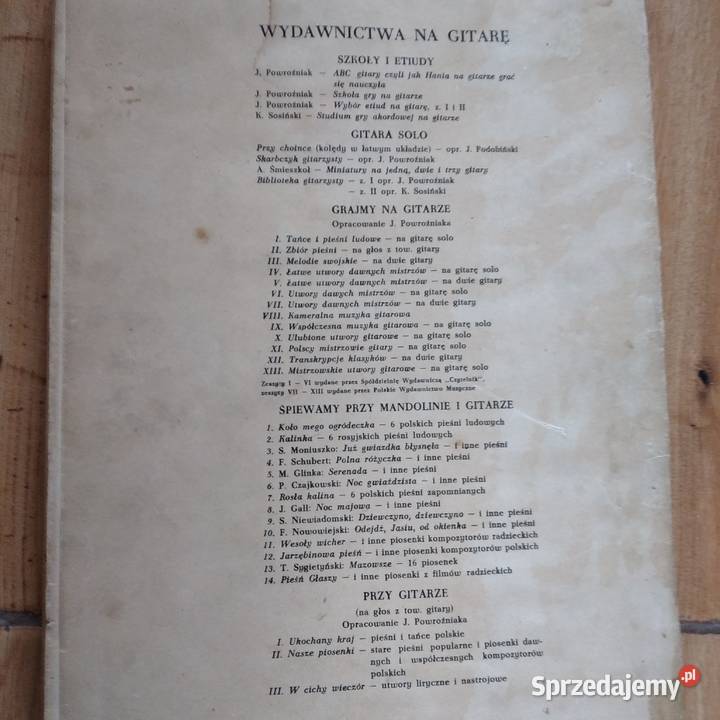 WYDAWNICTWA NA GITARĘ
SZKOŁY I ETIUDY
J. Powroźniak — ABC gitary czyli jak Hania na gitarze grać
się nauczyła
J. Powroźniak — Szkoła gry na gitarze
J. Powroźniak — Wybór etiud na gitarę, z. I i II
K. Sosiński — Studium gry akordowej na gitarze
GITARA SOLO
Przy choince (kolędy w łatwym układzie) — opr. J. Podobiński
Skarbczyk gitarzysty — opr. J. Powroźniak
A. Śmieszkoł — Miniatury na jedną, dwie i trzy gitary
Biblioteka gitarzysty — z. I opr. J. Powroźniak
— z. II opr. K. Sosiński
GRAJMY NA GITARZE
Opracowanie J. Powroźniaka
I. Tańce i pieśni ludowe — na gitarę solo
II. Zbiór pieśni — na głos z tow. gitary
III. Melodie swojskie — na dwie gitary
IV. Łatwe utwory dawnych mistrzów — na gitarę solo
V. Łatwe utwory dawnych mistrzów — na dwie gitary
VI. Utwory dawych mistrzów — na gitarę solo
VII. Utwory dawnych mistrzów — na dwie gitary
VIII. Kameralna muzyka gitarowa
IX. Współczesna muzyka gitarowa — na gitarę solo
X. Ulubione utwory gitarowe — na gitarę solo
XI. Polscy mistrzowie gitary — na gitarę solo
XII. Transkrypcje klasyków — na dwie gitary
XIII. Mistrzowskie utwory gitarowe — na gitarę solo
Zeszyty I — VI wydane przez Spółdzielnię Wydawniczą „Czytelnik",
zeszyty VII — XIII wydane przez Polskie Wydawnictwo Muzyczne
ŚPIEWAMY PRZY MANDOLINIE I GITARZE
1. Koło mego ogródeczka — 6 polskich pieśni ludowych
2. Kalinka — 6 rosyjskich pieśni ludowych
3. S. Moniuszko: Już gwiazdka błysnęła — i inne pieśni
4. F. Schubert: Polna różyczka — i inne pieśni
5. M. Glinka: Serenada — i inne pieśni
6. P. Czajkowski: Noc gwiaździsta — i inne pieśni
7. Rosła kalina — 6 polskich pieśni zapomnianych
8. J. Gall: Noc majowa — i inne pieśni
9. S. Niewiadomski: Dziewczyno, dziewczyno — i inne pieśni
10. F. Nowowiejski: Odejdź, Jasiu, od okienka — i inne pieśni
11. Wesoły wicher — i inne piosenki kompozytorów radzieckich
12. Jarzębinowa pieśń — i inne piosenki kompozytorów polskich
13. T. Sygietyński: Mazowsze — 16 piosenek
14. Pieśń Głaszy — i inne piosenki z filmów radzieckich
PRZY GITARZE
(na głos z tow. gitary)
Opracowanie J. Powroźniaka
I. Ukochany kraj — pieśni i tańce polskie
II. Nasze piosenki — stare pieśni popularne i piosenki daw-
nych i współczesnych kompozytorów
polskich
III. W cichy wieczór — utwory liryczne i nastrojowe
Sprzedajemy.pl